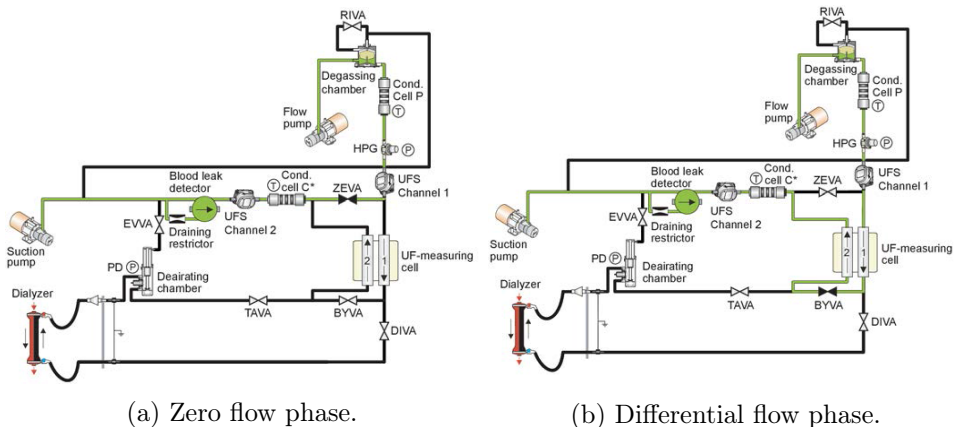 RIVA
Degassing
chamber
Cond.
Cell P
T
Flow
pump
HPG
P
Blood leak
detector
T
Cond.
cell C*
ZEVA
UFS
Channel 1
EVVA
UFS
Channel 2
Draining
restrictor
Suction
pump
PD
P
Deairating
chamber
2
1
UF-measuring
cell
Dialyzer
TAVA
BYVA
DIVA
(a) Zero flow phase.
RIVA
Degassing
chamber
Cond.
Cell P
T
Flow
pump
HPG
P
Blood leak
detector
T
Cond.
cell C*
ZEVA
UFS
Channel 1
EVVA
UFS
Channel 2
Draining
restrictor
Suction
pump
PD
P
Deairating
chamber
2
1
UF-measuring
cell
Dialyzer
TAVA
BYVA
DIVA
(b) Differential flow phase.